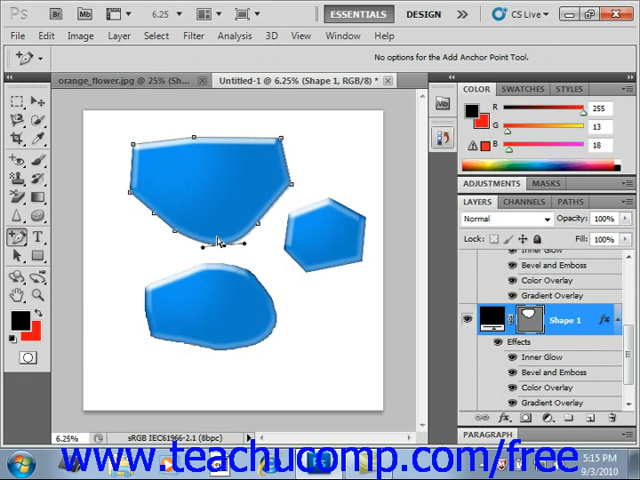 Ps Br Mb 6.25 ESSENTIALS DESIGN CS Live
File Edit Image Layer Select Filter Analysis 3D View Window Help
No options for the Add Anchor Point Tool.
orange_flower.jpg @ 25% (Sh... Untitled-1 @ 6.25% (Shape 1, RGB/8) *
COLOR SWATCHES STYLES
R 255
G 13
B 18
ADJUSTMENTS MASKS
LAYERS CHANNELS PATHS
Normal Opacity: 100%
Lock: Fill: 100%
Bevel and Emboss
Color Overlay
Gradient Overlay
Shape 1 fx
Effects
Inner Glow
Bevel and Emboss
Color Overlay
Gradient Overlay
PARAGRAPH
6.25% sRGB IEC61966-2.1 (8bpc)
www.teachucomp.com/free
5:15 PM
9/3/2010